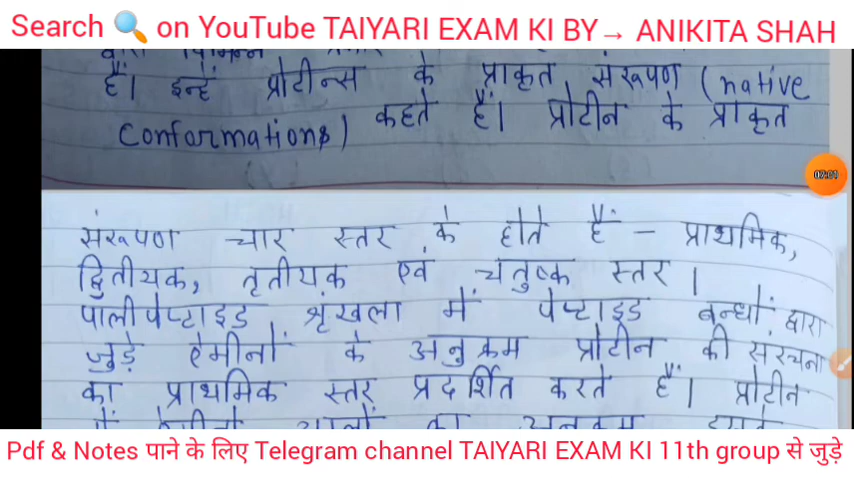 Search 🔍 on YouTube TAIYARI EXAM KI BY→ ANIKITA SHAH
हैं। इन्हें प्रोटीन्स के प्राकृत संरूपण (native
conformations) कहते हैं। प्रोटीन के प्राकृत
07:01
संरूपण चार स्तर के होते हैं – प्राथमिक,
द्वितीयक, तृतीयक एवं चतुष्क स्तर।
पालीपेप्टाइड श्रृंखला में पेप्टाइड बन्धों द्वारा
जुड़े ऐमीनों के अनुक्रम प्रोटीन की संरचना
का प्राथमिक स्तर प्रदर्शित करते हैं। प्रोटीन
Pdf & Notes पाने के लिए Telegram channel TAIYARI EXAM KI 11th group से जुड़े